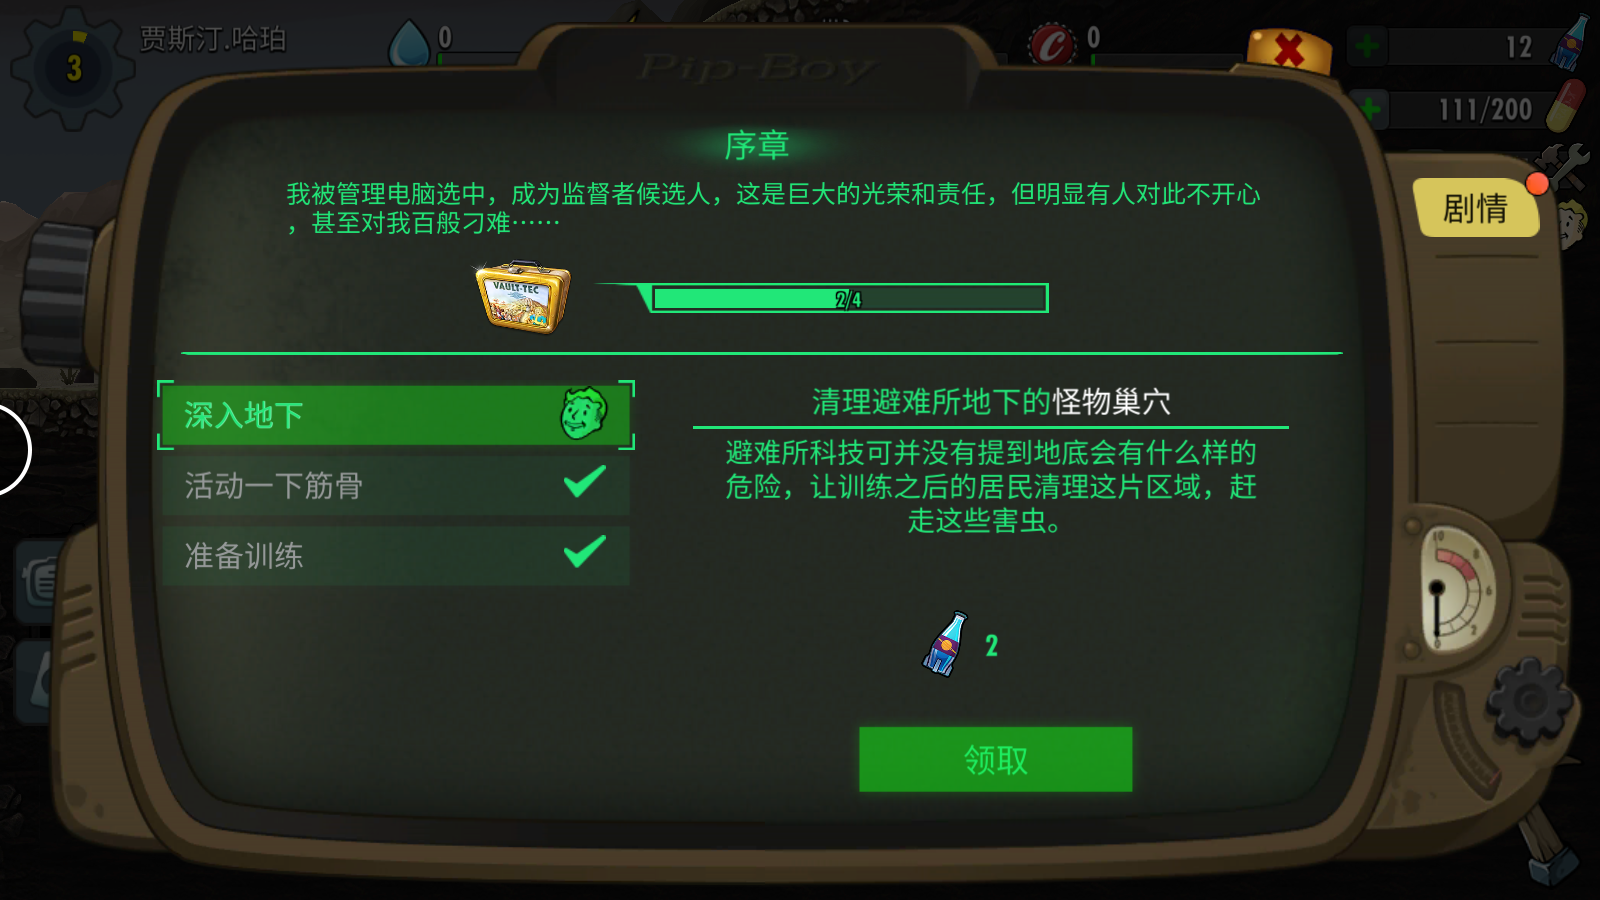 3
贾斯汀.哈珀
0
0
12
111/200
Pip-Boy
序章
我被管理电脑选中，成为监督者候选人，这是巨大的光荣和责任，但明显有人对此不开心
，甚至对我百般刁难……
剧情
VAULT-TEC
2/4
深入地下
活动一下筋骨
准备训练
清理避难所地下的怪物巢穴
避难所科技可并没有提到地底会有什么样的
危险，让训练之后的居民清理这片区域，赶
走这些害虫。
2
领取
10
8
6
2
0